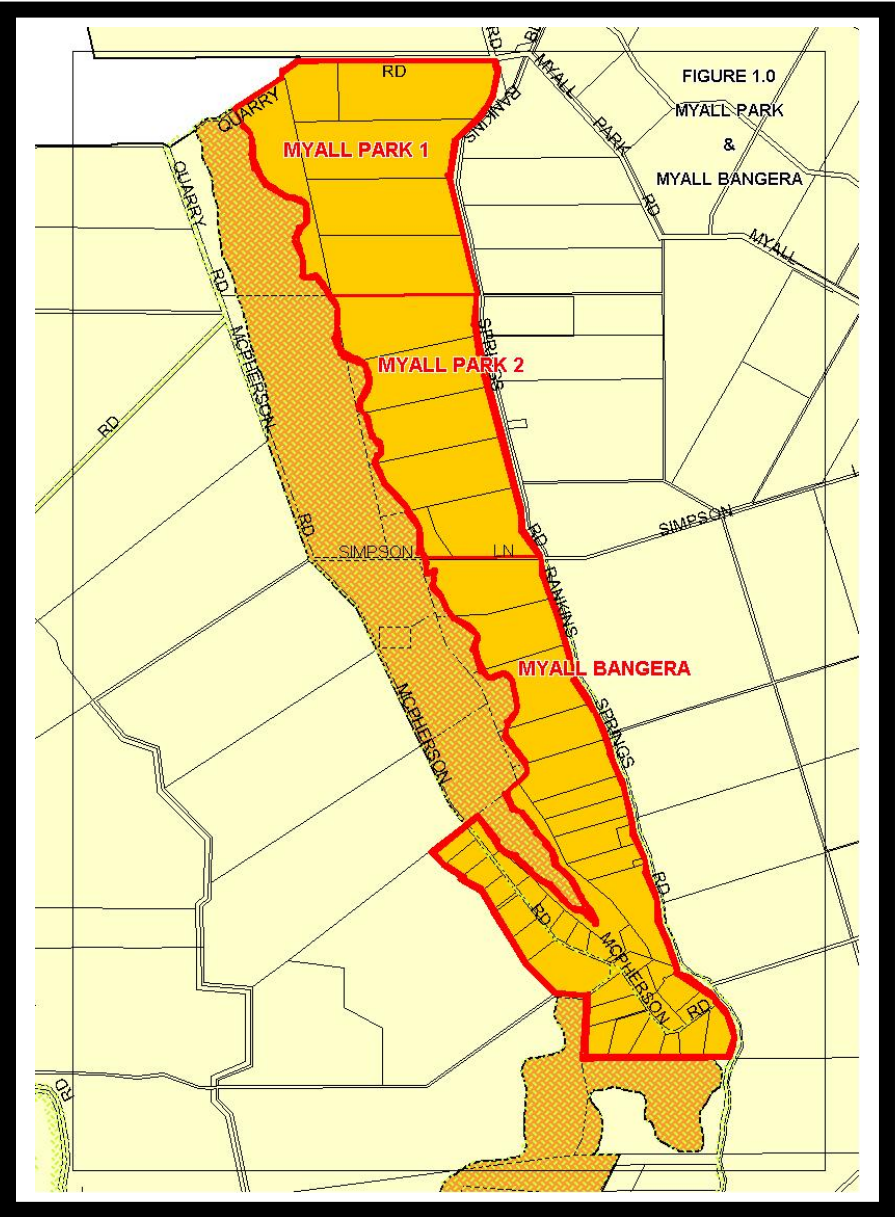 RD
B
RD
MYALL
FIGURE 1.0
RANKINS
QUARRY
MYALL PARK
PARK
&
MYALL PARK 1
MYALL BANGERA
QUARRY
RD
MYALL
RD
SPRINGS
MCPHERSON
MYALL PARK 2
RD
SIMPSON
L
RD
RD
SIMPSON
LN
RANKINS
MYALL BANGERA
MCPHERSON
SPRINGS
RD
RD
MCPHERSON
RD
RD